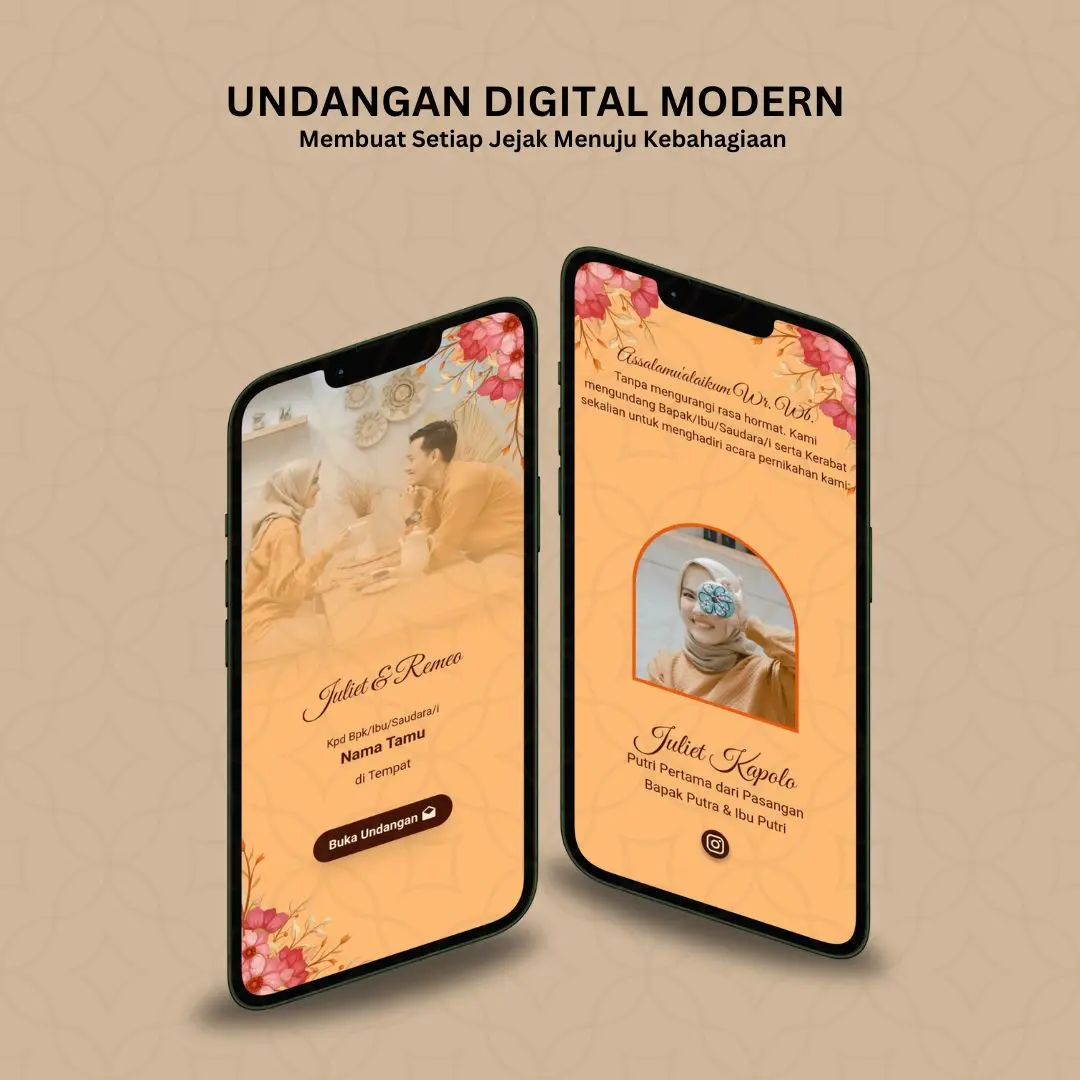 UNDANGAN DIGITAL MODERN
Membuat Setiap Jejak Menuju Kebahagiaan
Juliet & Remeo
Kpd Bpk/Ibu/Saudara/i
Nama Tamu
di Tempat
Buka Undangan
Assalamu'alaikum Wr. Wb.
Tanpa mengurangi rasa hormat. Kami
mengundang Bapak/Ibu/Saudara/i serta Kerabat
sekalian untuk menghadiri acara pernikahan kami:
Juliet Kapolo
Putri Pertama dari Pasangan
Bapak Putra & Ibu Putri